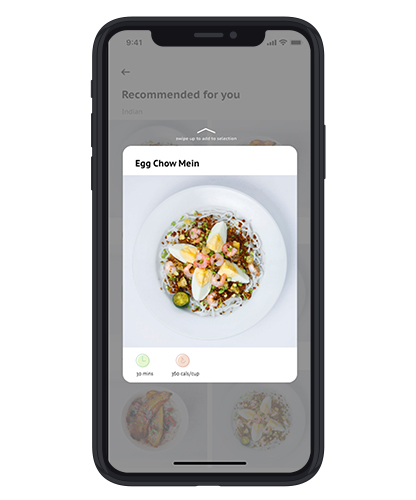 9:41
Recommended for you
Indian
swipe up to add to selection
Egg Chow Mein
30 mins
360 cals/cup